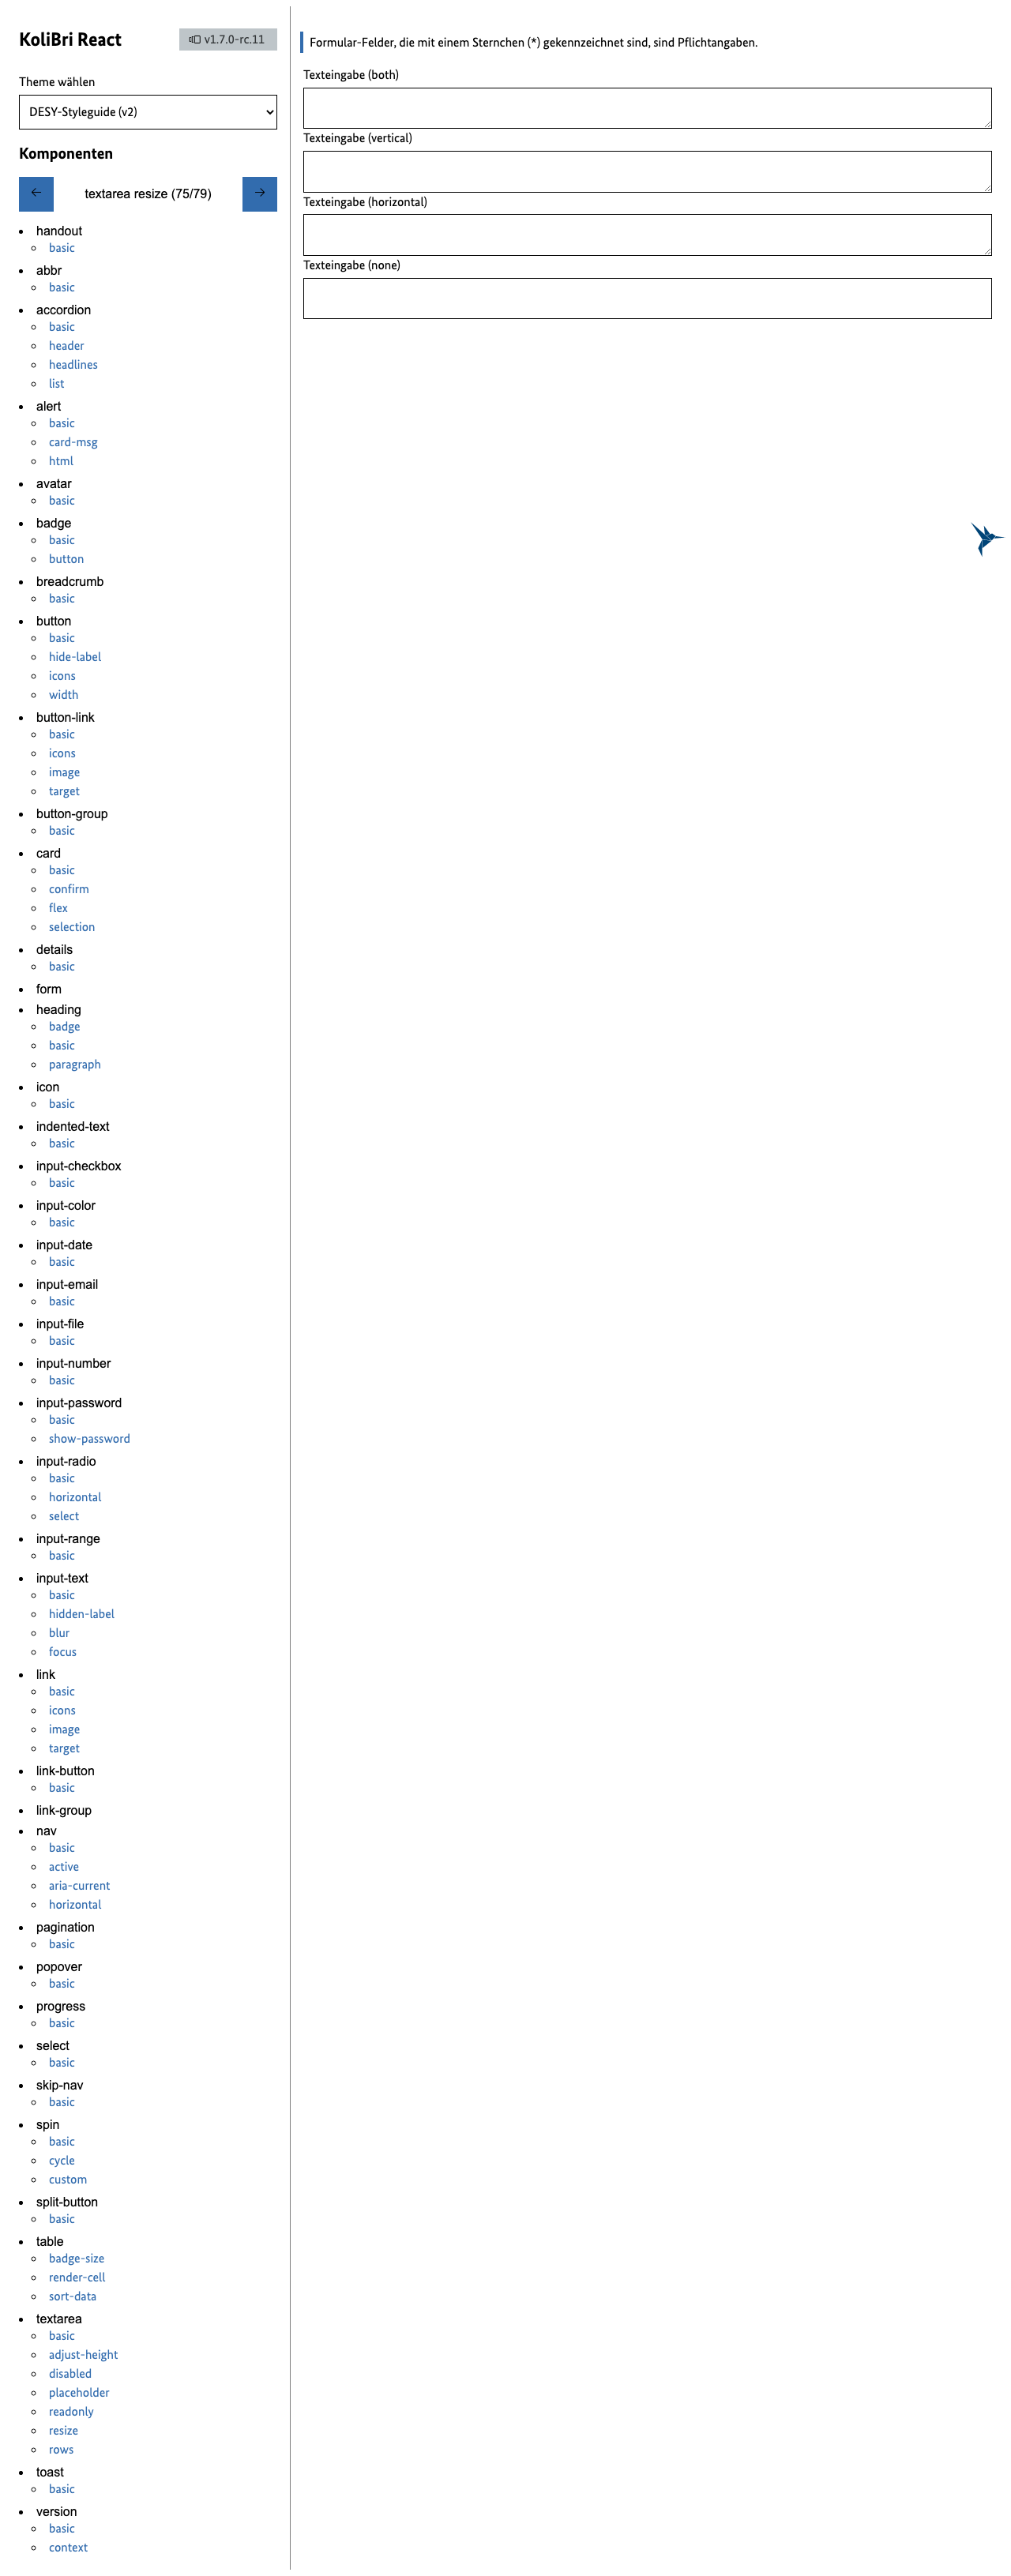 KoliBri React
v1.7.0-rc.11
Theme wählen
DESY-Styleguide (v2)
Komponenten
← textarea resize (75/79) →
handout
basic
abbr
basic
accordion
basic
header
headlines
list
alert
basic
card-msg
html
avatar
basic
badge
basic
button
breadcrumb
basic
button
basic
hide-label
icons
width
button-link
basic
icons
image
target
button-group
basic
card
basic
confirm
flex
selection
details
basic
form
heading
badge
basic
paragraph
icon
basic
indented-text
basic
input-checkbox
basic
input-color
basic
input-date
basic
input-email
basic
input-file
basic
input-number
basic
input-password
basic
show-password
input-radio
basic
horizontal
select
input-range
basic
input-text
basic
hidden-label
blur
focus
link
basic
icons
image
target
link-button
basic
link-group
nav
basic
active
aria-current
horizontal
pagination
basic
popover
basic
progress
basic
select
basic
skip-nav
basic
spin
basic
cycle
custom
split-button
basic
table
badge-size
render-cell
sort-data
textarea
basic
adjust-height
disabled
placeholder
readonly
resize
rows
toast
basic
version
basic
context
Formular-Felder, die mit einem Sternchen (*) gekennzeichnet sind, sind Pflichtangaben.
Texteingabe (both)
Texteingabe (vertical)
Texteingabe (horizontal)
Texteingabe (none)